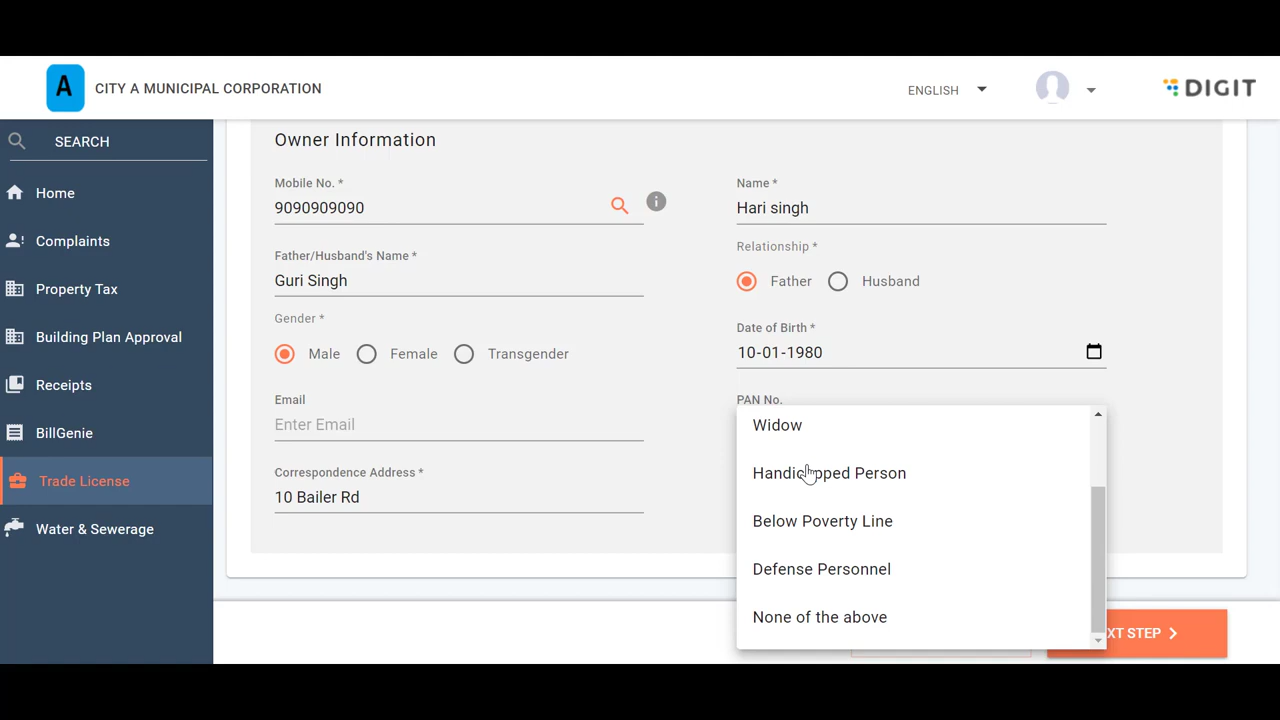 A CITY A MUNICIPAL CORPORATION
ENGLISH
DIGIT
SEARCH
Home
Complaints
Property Tax
Building Plan Approval
Receipts
BillGenie
Trade License
Water & Sewerage
Owner Information
Mobile No. *
9090909090
Name *
Hari singh
Father/Husband's Name *
Guri Singh
Relationship *
Father Husband
Gender *
Male Female Transgender
Date of Birth *
10-01-1980
Email
Enter Email
PAN No.
Correspondence Address *
10 Bailer Rd
Widow
Handicapped Person
Below Poverty Line
Defense Personnel
None of the above
XT STEP